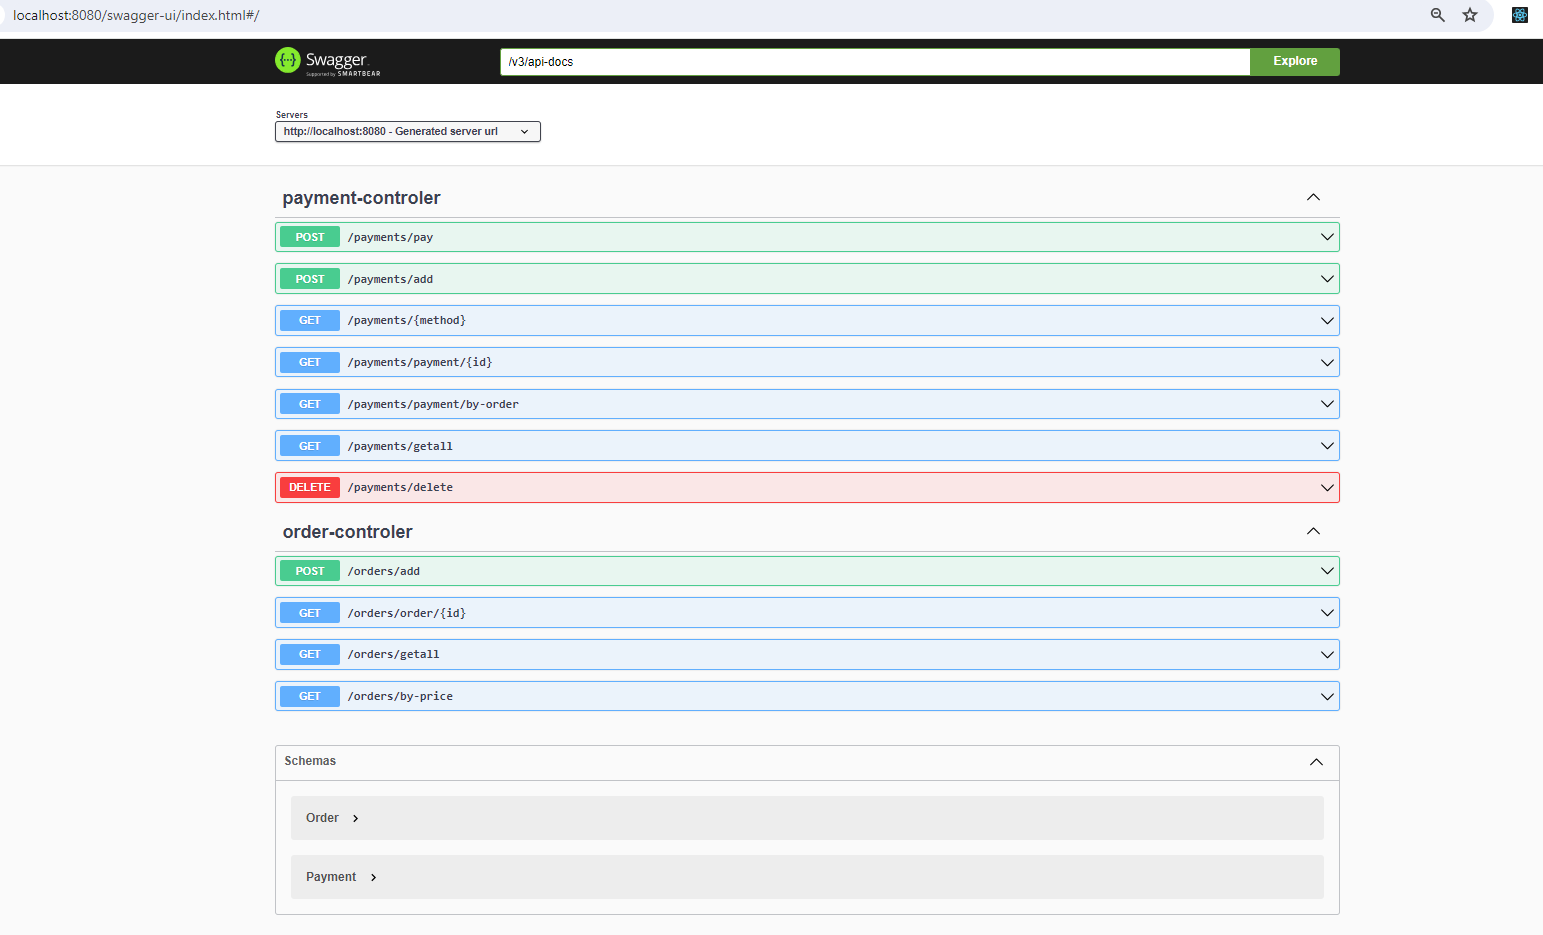 localhost:8080/swagger-ui/index.html#/
Swagger
Supported by SMARTBEAR
/v3/api-docs
Explore
Servers
http://localhost:8080 - Generated server url
payment-controler
POST /payments/pay
POST /payments/add
GET /payments/{method}
GET /payments/payment/{id}
GET /payments/payment/by-order
GET /payments/getall
DELETE /payments/delete
order-controler
POST /orders/add
GET /orders/order/{id}
GET /orders/getall
GET /orders/by-price
Schemas
Order
Payment